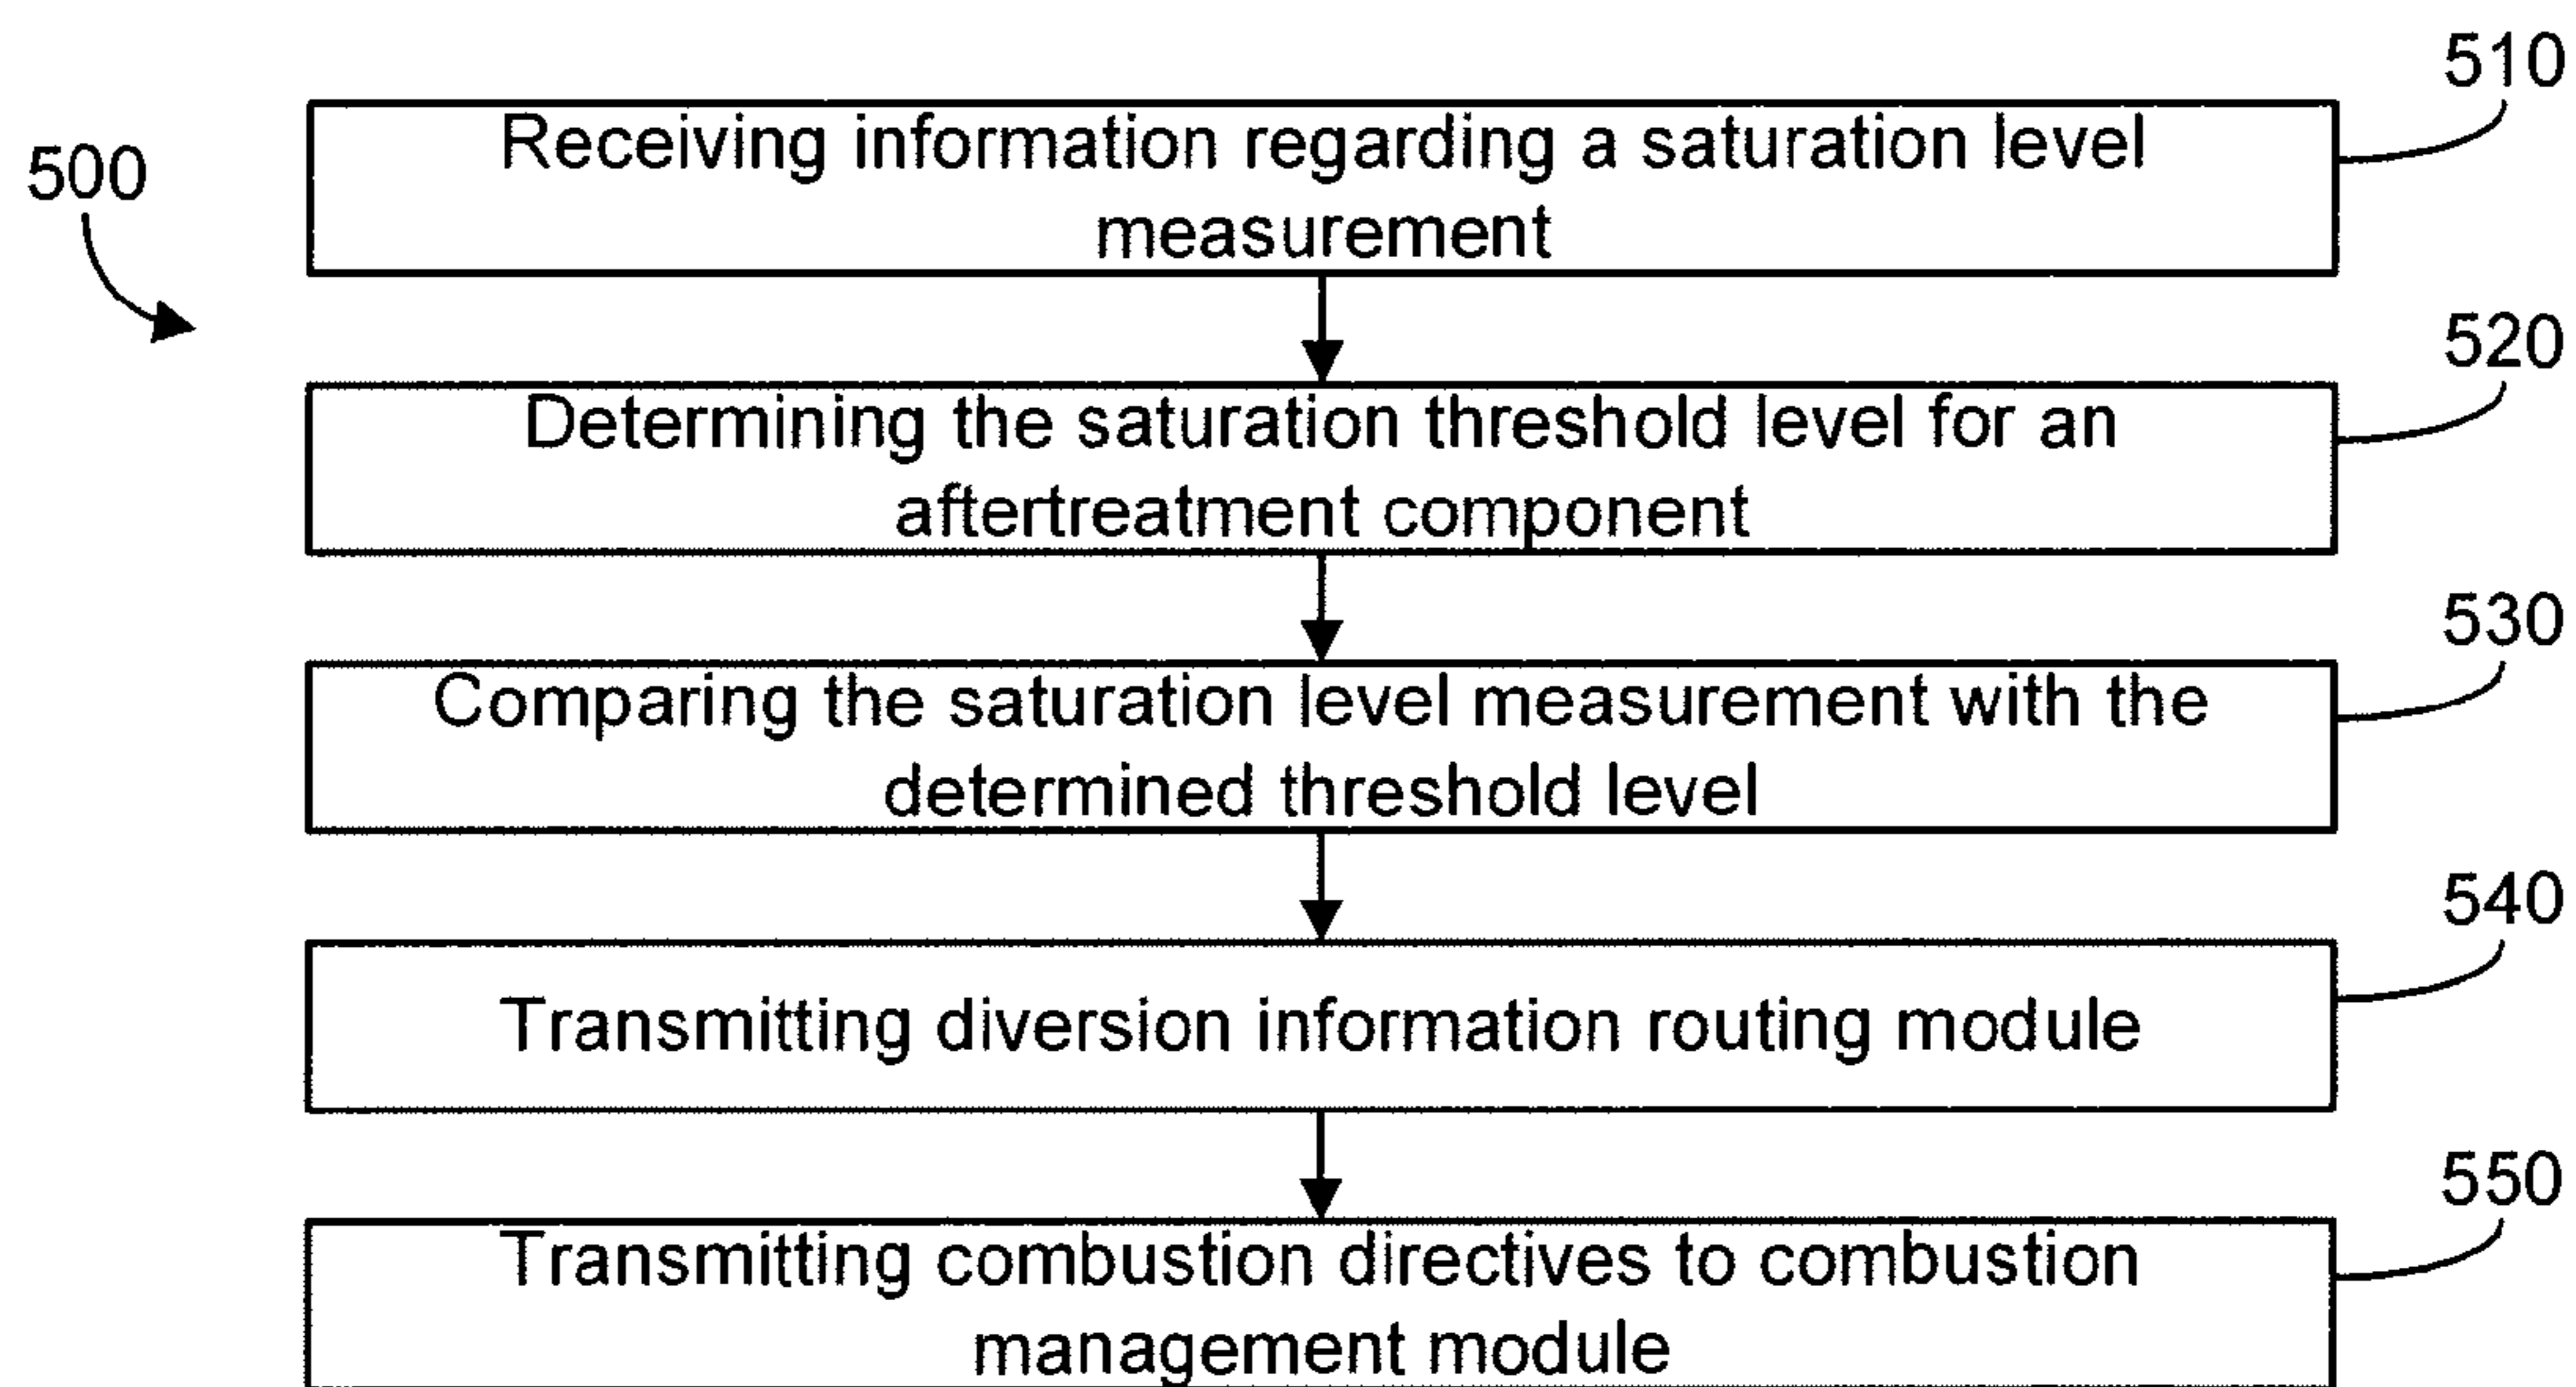 510
Receiving information regarding a saturation level
measurement
500
520
Determining the saturation threshold level for an
aftertreatment component
530
Comparing the saturation level measurement with the
determined threshold level
540
Transmitting diversion information routing module
550
Transmitting combustion directives to combustion
management module